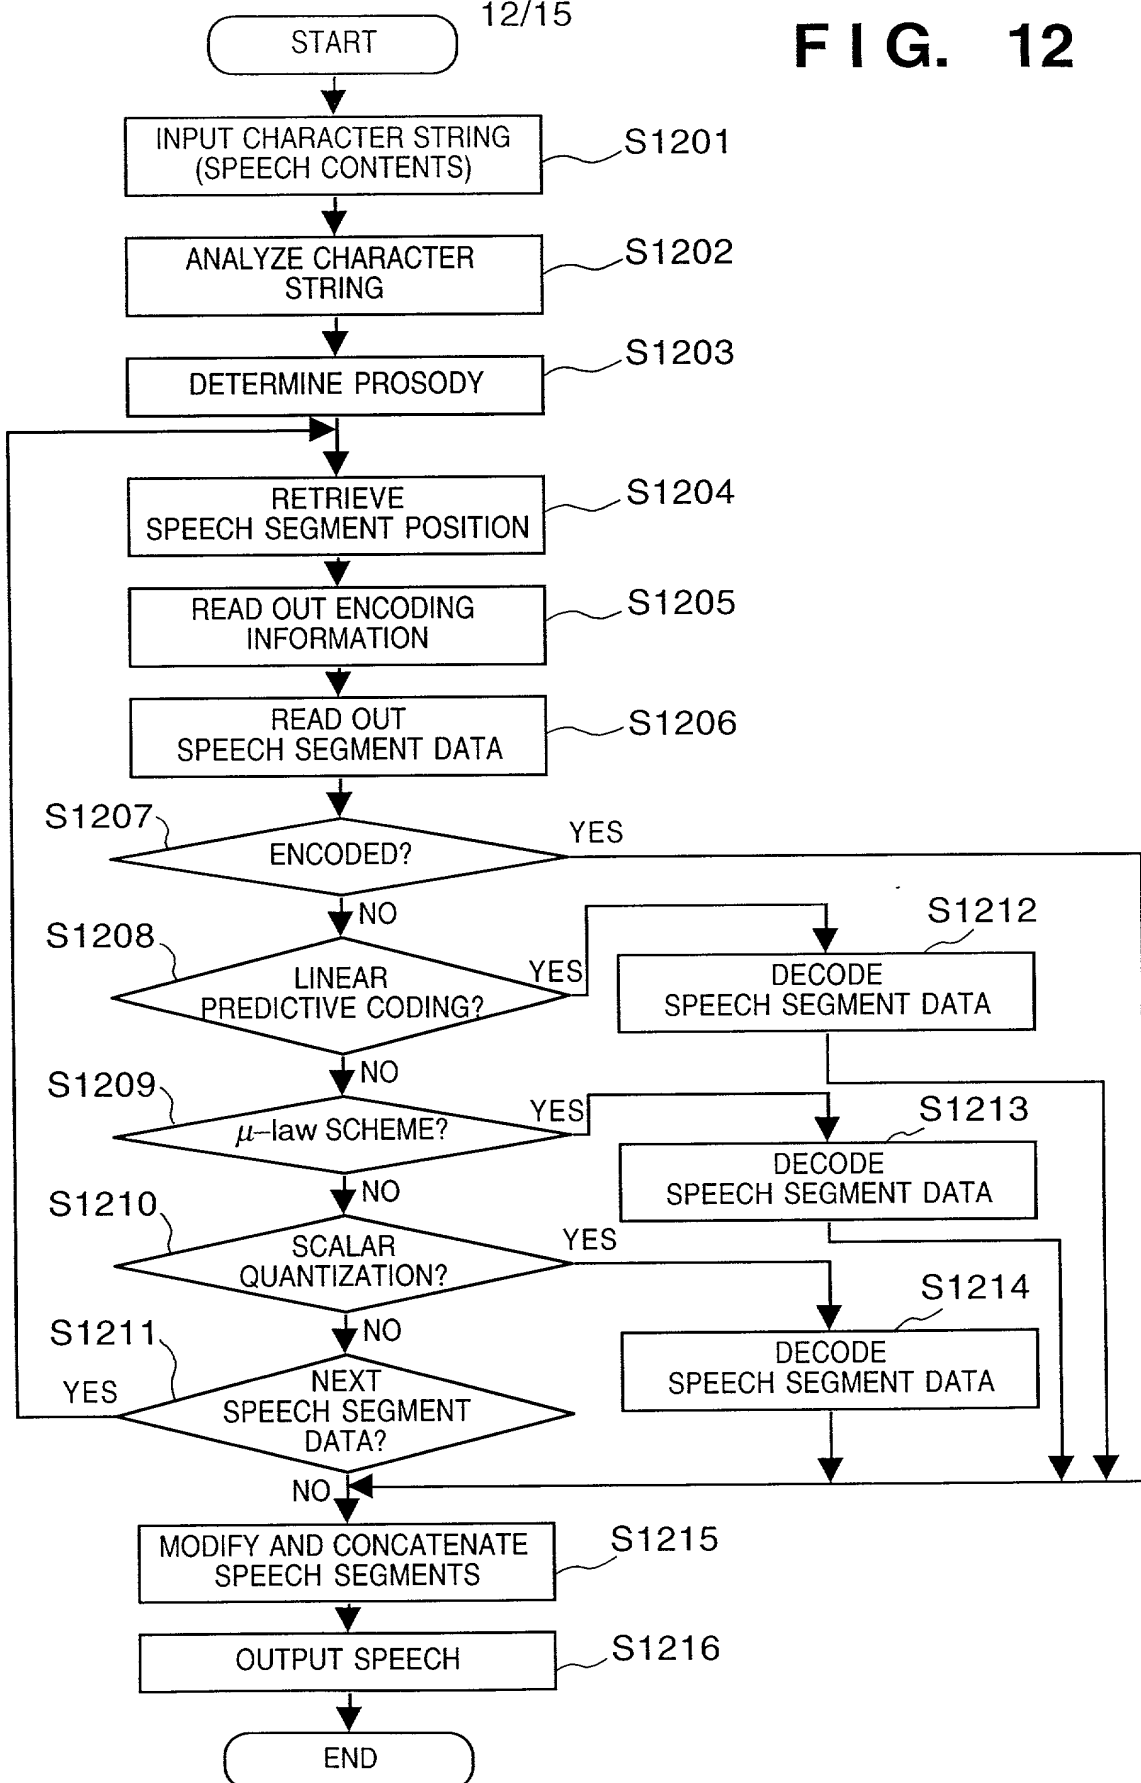 12/15
FIG. 12
START
INPUT CHARACTER STRING
(SPEECH CONTENTS)
S1201
ANALYZE CHARACTER
STRING
S1202
DETERMINE PROSODY
S1203
RETRIEVE
SPEECH SEGMENT POSITION
S1204
READ OUT ENCODING
INFORMATION
S1205
READ OUT
SPEECH SEGMENT DATA
S1206
S1207
ENCODED?
YES
NO
S1208
LINEAR
PREDICTIVE CODING?
YES
S1212
DECODE
SPEECH SEGMENT DATA
NO
S1209
μ-law SCHEME?
YES
S1213
DECODE
SPEECH SEGMENT DATA
NO
S1210
SCALAR
QUANTIZATION?
YES
S1214
DECODE
SPEECH SEGMENT DATA
NO
S1211
YES
NEXT
SPEECH SEGMENT
DATA?
NO
MODIFY AND CONCATENATE
SPEECH SEGMENTS
S1215
OUTPUT SPEECH
S1216
END